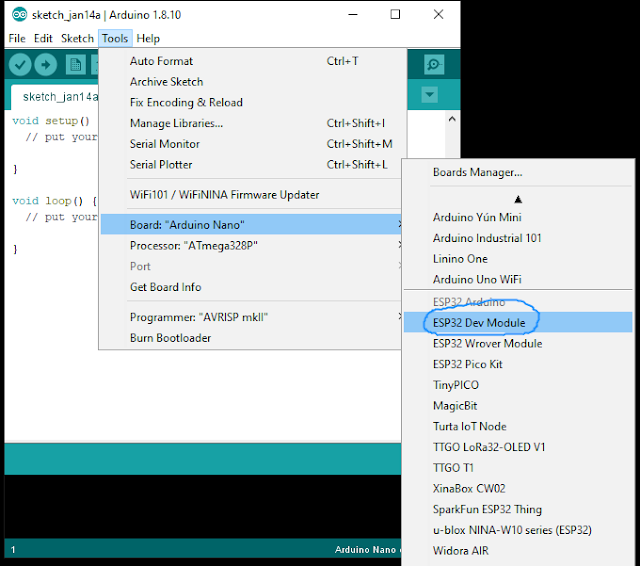 sketch_jan14a | Arduino 1.8.10
File Edit Sketch Tools Help
sketch_jan14a
void setup()
// put your
}
void loop() {
// put your
}
Auto Format Ctrl+T
Archive Sketch
Fix Encoding & Reload
Manage Libraries... Ctrl+Shift+I
Serial Monitor Ctrl+Shift+M
Serial Plotter Ctrl+Shift+L
WiFi101 / WiFiNINA Firmware Updater
Board: "Arduino Nano"
Processor: "ATmega328P"
Port
Get Board Info
Programmer: "AVRISP mkII"
Burn Bootloader
Boards Manager...
Arduino Yún Mini
Arduino Industrial 101
Linino One
Arduino Uno WiFi
ESP32 Arduino
ESP32 Dev Module
ESP32 Wrover Module
ESP32 Pico Kit
TinyPICO
MagicBit
Turta IoT Node
TTGO LoRa32-OLED V1
TTGO T1
XinaBox CW02
SparkFun ESP32 Thing
u-blox NINA-W10 series (ESP32)
Widora AIR
1 Arduino Nano